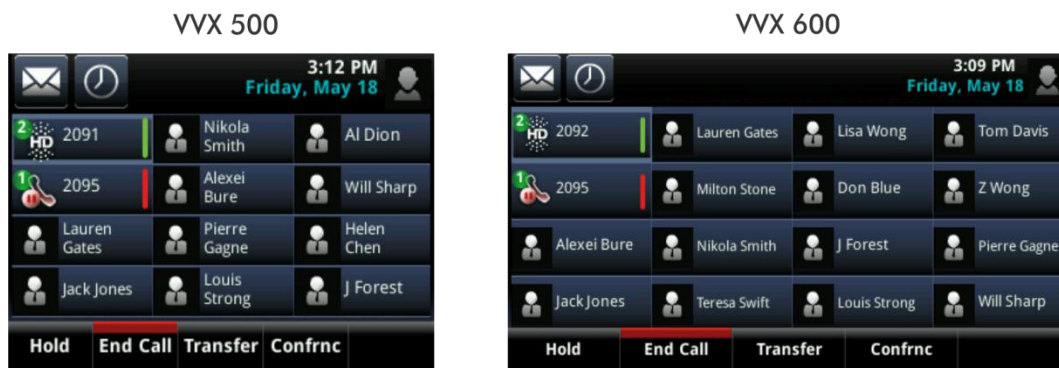 VVX 500
3:12 PM
Friday, May 18
2 HD 2091
Nikola
Smith
Al Dion
1 2095
Alexei
Bure
Will Sharp
Lauren
Gates
Pierre
Gagne
Helen
Chen
Jack Jones
Louis
Strong
J Forest
Hold End Call Transfer Confrnc
VVX 600
3:09 PM
Friday, May 18
2 HD 2092
Lauren Gates
Lisa Wong
Tom Davis
1 2095
Milton Stone
Don Blue
Z Wong
Alexei Bure
Nikola Smith
J Forest
Pierre Gagne
Jack Jones
Teresa Swift
Louis Strong
Will Sharp
Hold End Call Transfer Confrnc